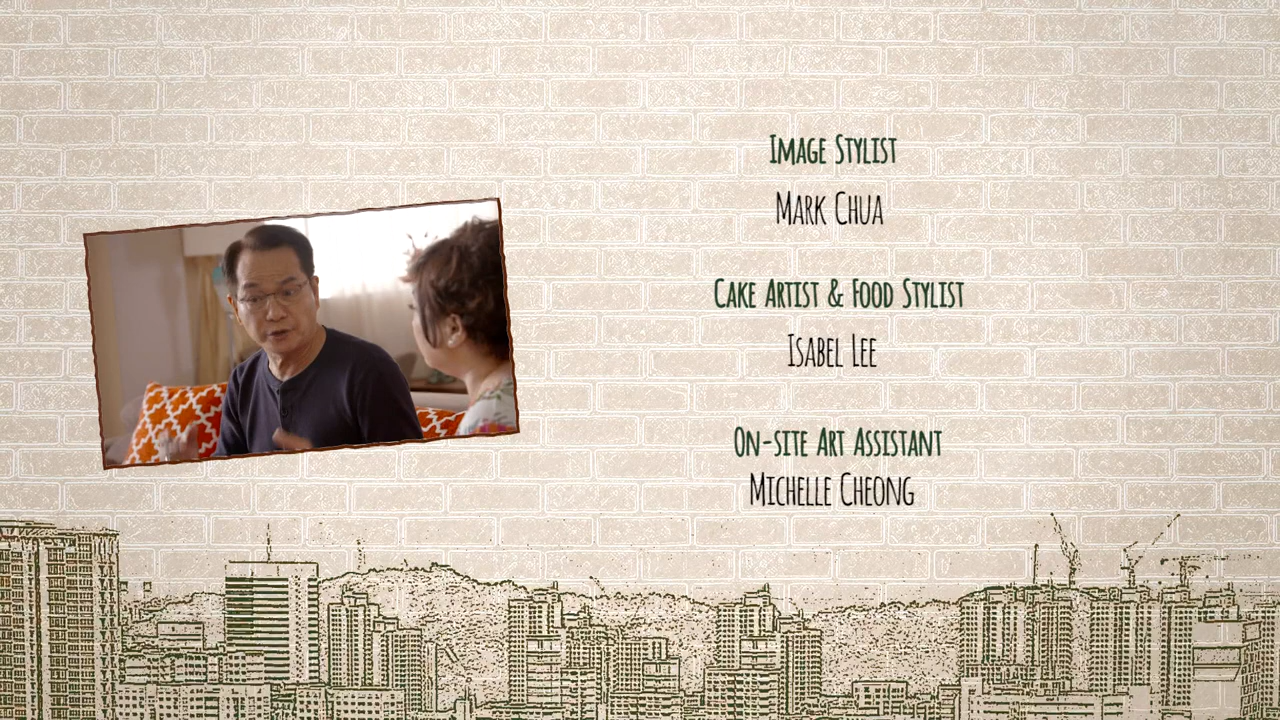 Image Stylist
Mark Chua
Cake Artist & Food Stylist
Isabel Lee
On-site Art Assistant
Michelle Cheong